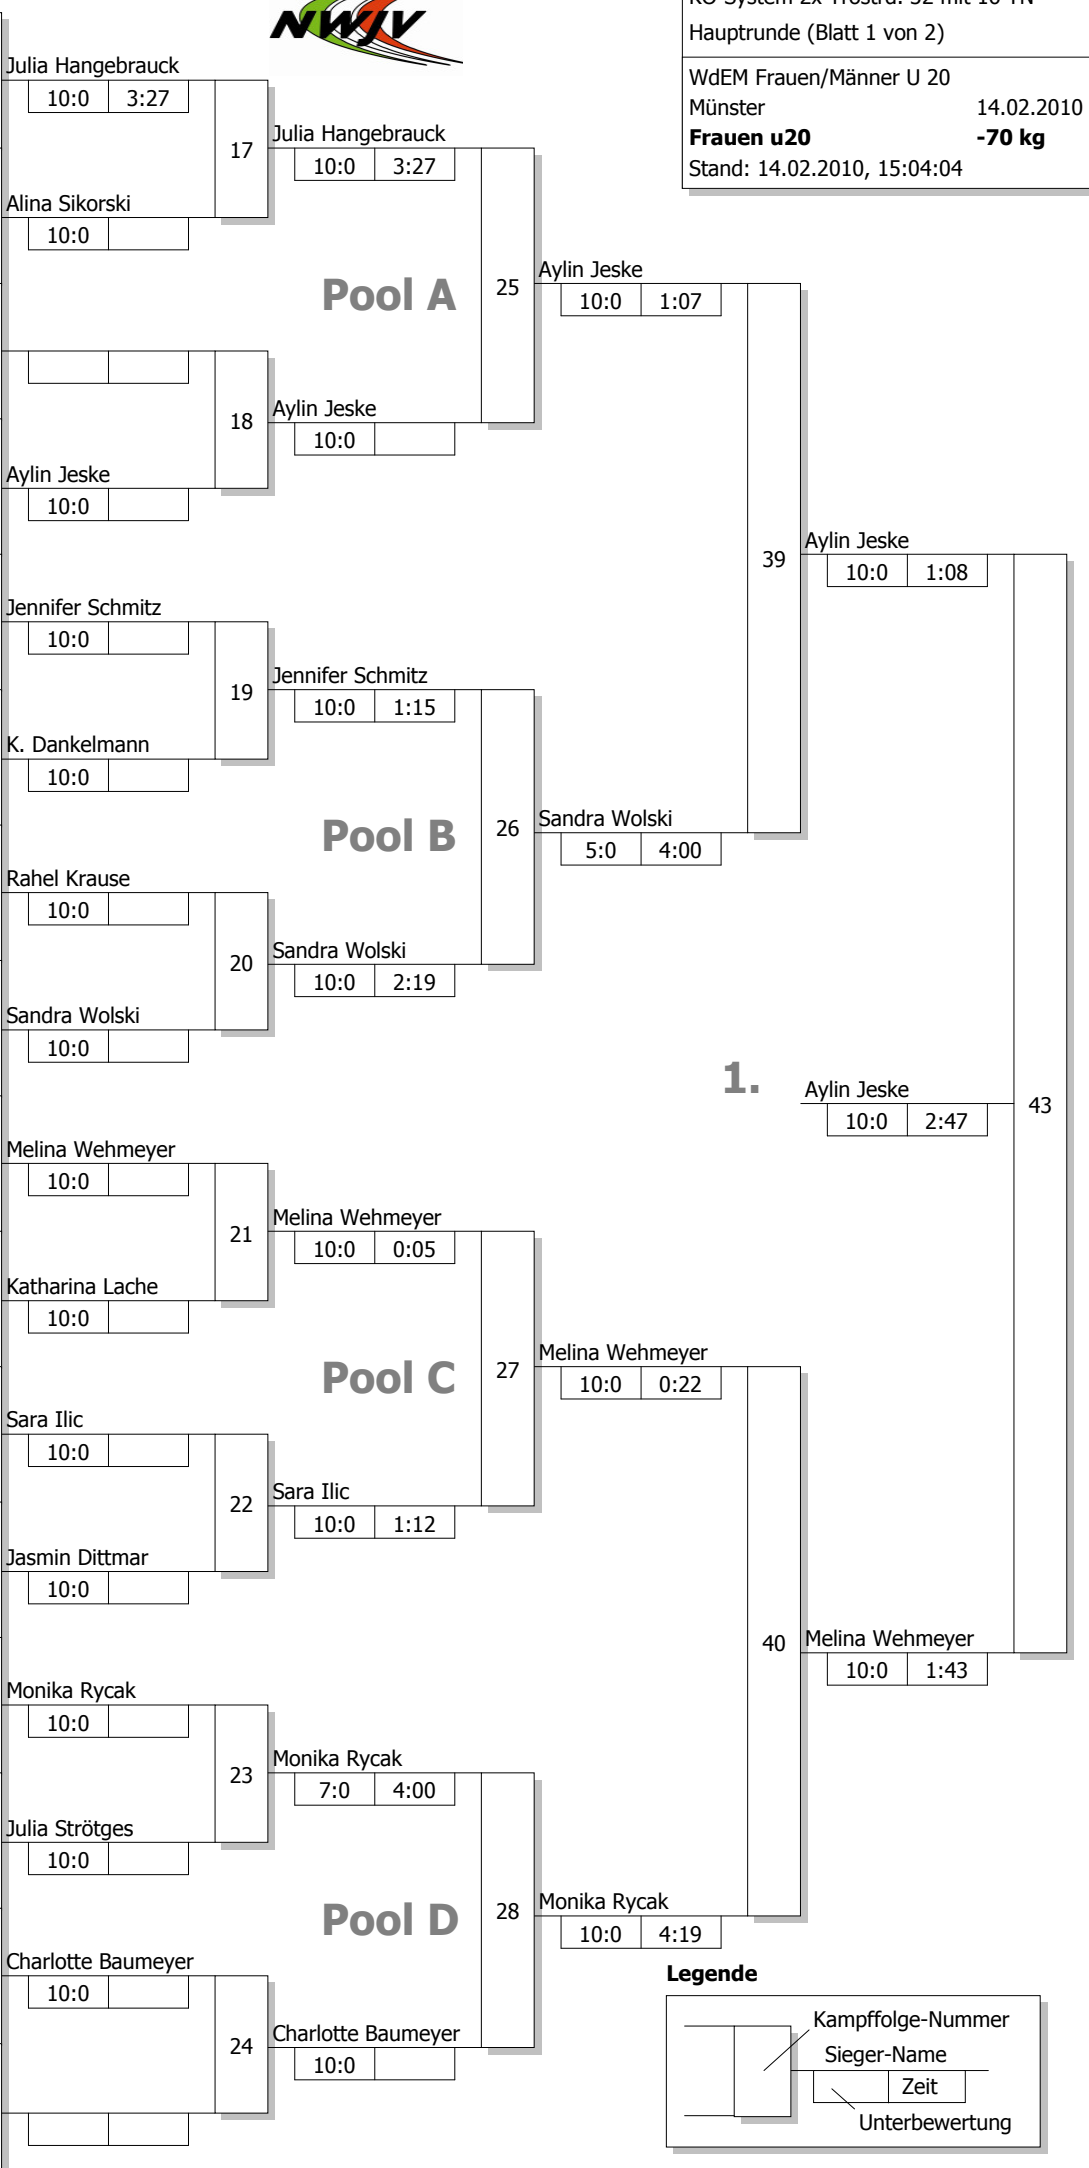 NWJV
Hauptrunde (Blatt 1 von 2)
WdEM Frauen/Männer U 20
Münster 14.02.2010
Frauen u20 -70 kg
Stand: 14.02.2010, 15:04:04
Julia Hangebrauck
10:0 3:27
17
Julia Hangebrauck
10:0 3:27
Alina Sikorski
10:0
Pool A
25
Aylin Jeske
10:0 1:07
18
Aylin Jeske
10:0
Aylin Jeske
10:0
39
Aylin Jeske
10:0 1:08
Jennifer Schmitz
10:0
19
Jennifer Schmitz
10:0 1:15
K. Dankelmann
10:0
Pool B
26
Sandra Wolski
5:0 4:00
Rahel Krause
10:0
20
Sandra Wolski
10:0 2:19
Sandra Wolski
10:0
1.
Aylin Jeske
10:0 2:47
43
Melina Wehmeyer
10:0
21
Melina Wehmeyer
10:0 0:05
Katharina Lache
10:0
Pool C
27
Melina Wehmeyer
10:0 0:22
Sara Ilic
10:0
22
Sara Ilic
10:0 1:12
Jasmin Dittmar
10:0
40
Melina Wehmeyer
10:0 1:43
Monika Rycak
10:0
23
Monika Rycak
7:0 4:00
Julia Strötges
10:0
Pool D
28
Monika Rycak
10:0 4:19
Charlotte Baumeyer
10:0
24
Charlotte Baumeyer
10:0
Legende
Kampffolge-Nummer
Sieger-Name
Zeit
Unterbewertung